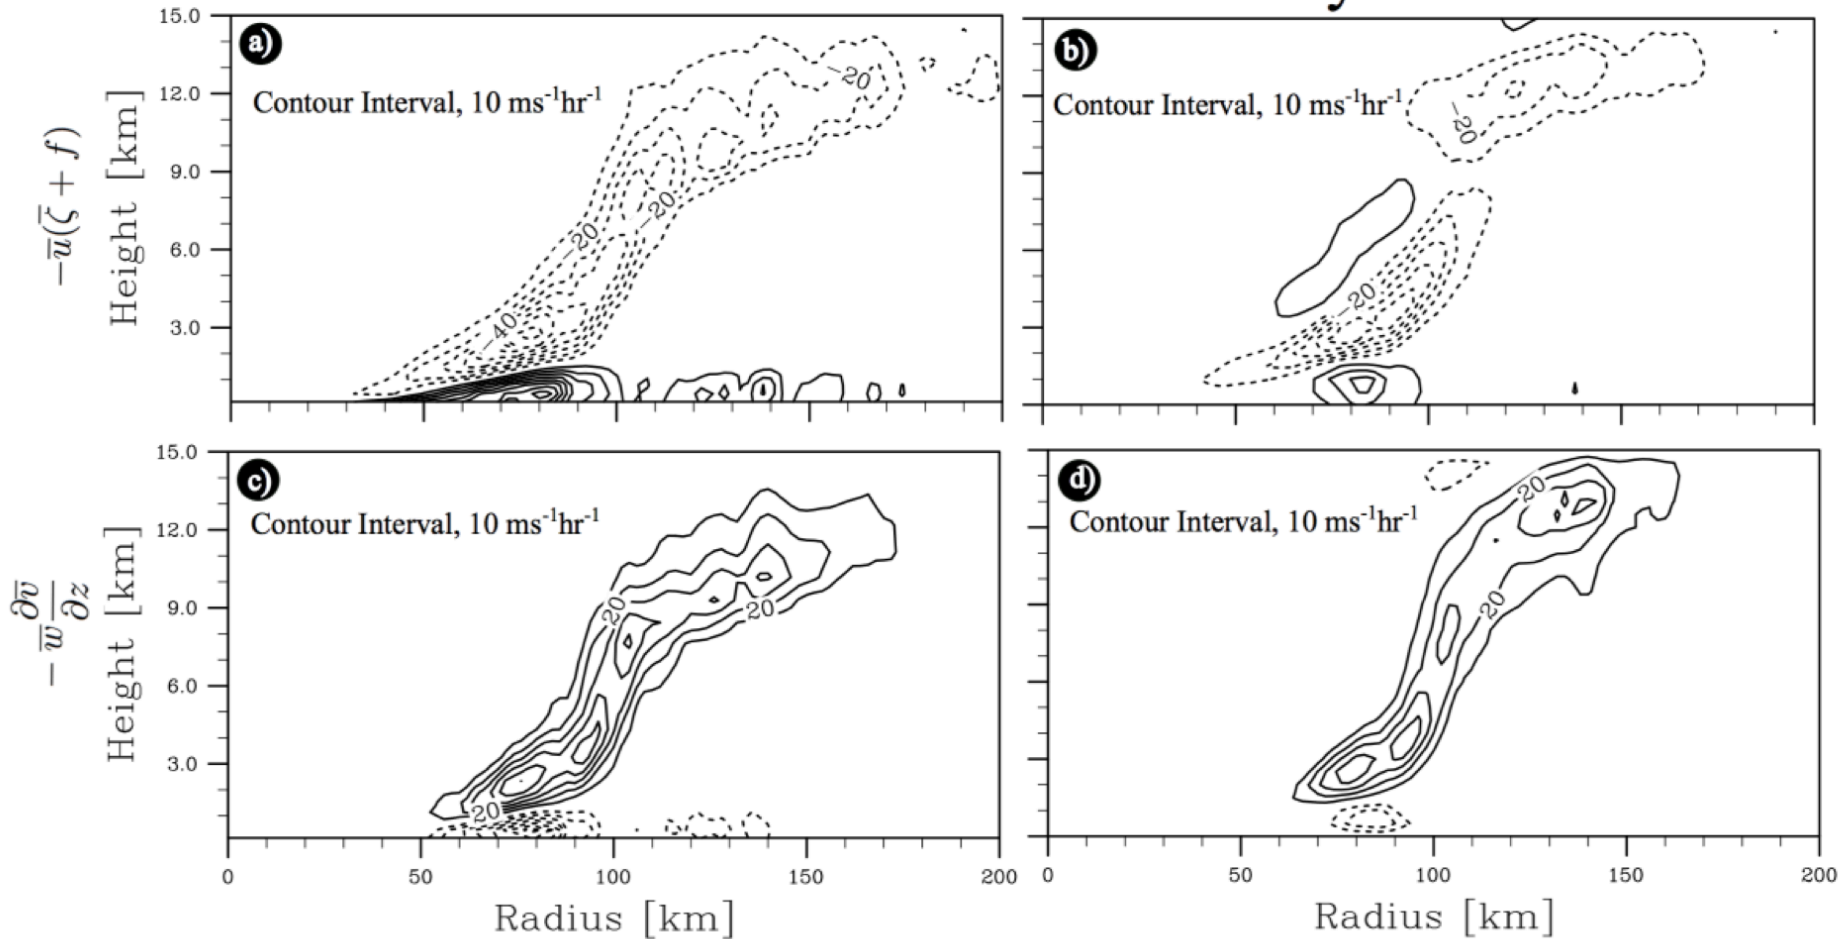 a)
Contour Interval, 10 ms⁻¹hr⁻¹
15.0
12.0
9.0
6.0
3.0
Height [km]
−u̅(ζ̅ + f)
−20
−20
−20
−40
b)
Contour Interval, 10 ms⁻¹hr⁻¹
−20
−20
c)
Contour Interval, 10 ms⁻¹hr⁻¹
15.0
12.0
9.0
6.0
3.0
Height [km]
−w̅ ∂v̅/∂z
20
20
20
0 50 100 150 200
Radius [km]
d)
Contour Interval, 10 ms⁻¹hr⁻¹
20
20
0 50 100 150 200
Radius [km]